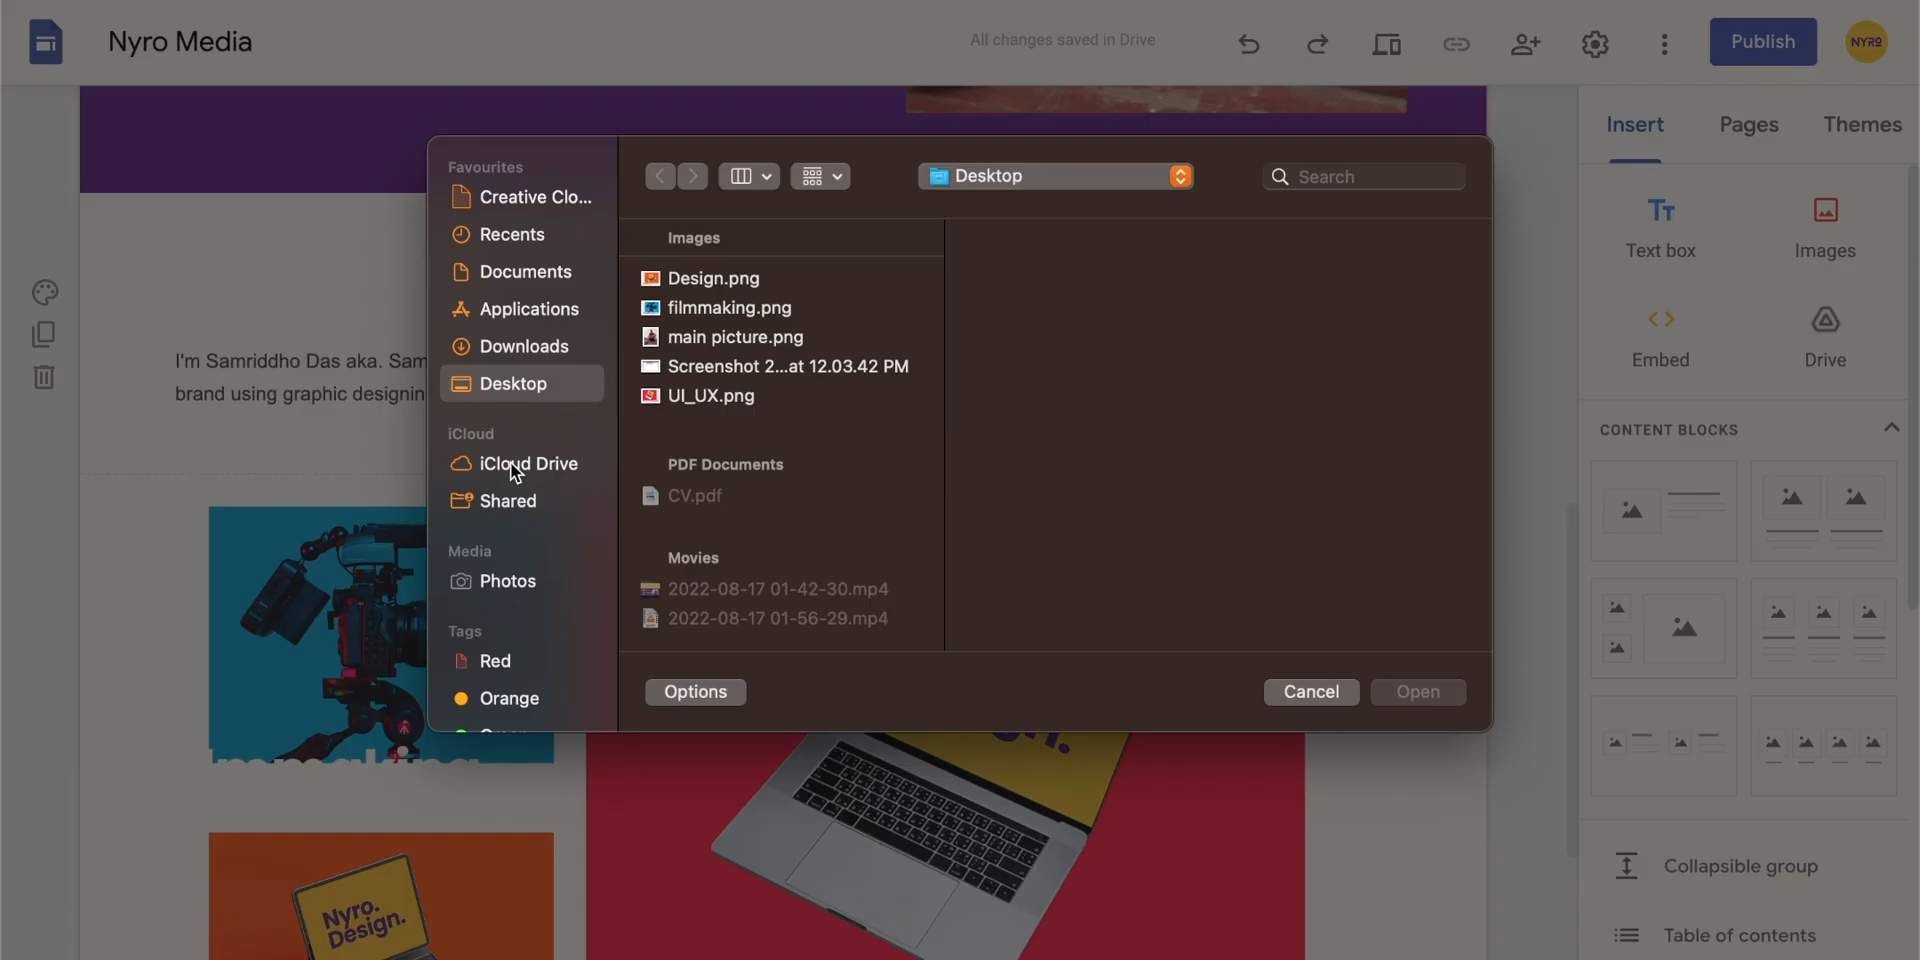 Nyro Media
All changes saved in Drive
Publish
NYRO
Insert
Pages
Themes
Favourites
Creative Clo...
Recents
Documents
Applications
Downloads
Desktop
iCloud
iCloud Drive
Shared
Media
Photos
Tags
Red
Orange
Desktop
Search
Images
Design.png
filmmaking.png
main picture.png
Screenshot 2...at 12.03.42 PM
UI_UX.png
PDF Documents
CV.pdf
Movies
2022-08-17 01-42-30.mp4
2022-08-17 01-56-29.mp4
Options
Cancel
Open
I'm Samriddho Das aka. Sam
brand using graphic designin
Nyro.
Design.
Text box
Images
Embed
Drive
CONTENT BLOCKS
Collapsible group
Table of contents